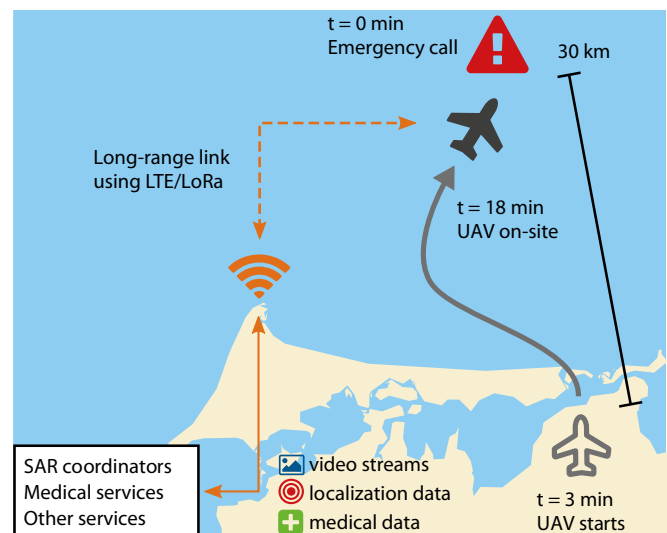 t = 0 min
Emergency call
30 km
Long-range link
using LTE/LoRa
t = 18 min
UAV on-site
SAR coordinators
Medical services
Other services
video streams
localization data
medical data
t = 3 min
UAV starts